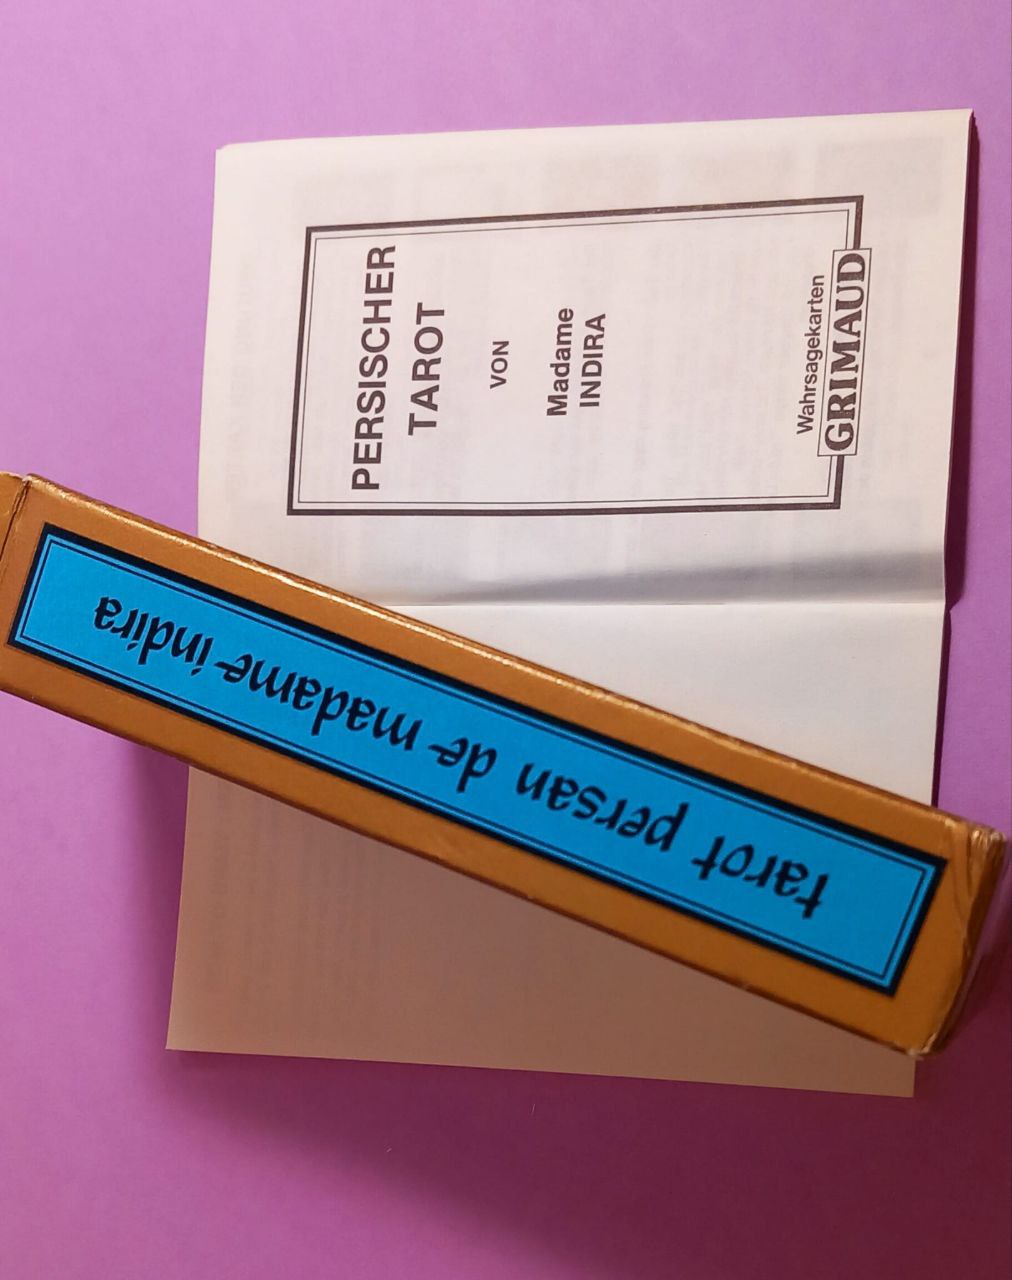 PERSISCHER
TAROT
VON
Madame
INDIRA
Wahrsagekarten
GRIMAUD
tarot persan de madame indira